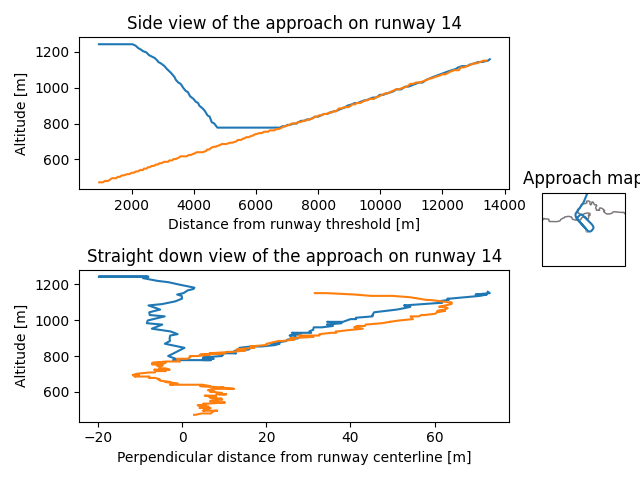 Side view of the approach on runway 14
1200
1000
800
600
Altitude [m]
2000 4000 6000 8000 10000 12000 14000
Distance from runway threshold [m]
Approach map
Straight down view of the approach on runway 14
1200
1000
800
600
Altitude [m]
−20 0 20 40 60
Perpendicular distance from runway centerline [m]